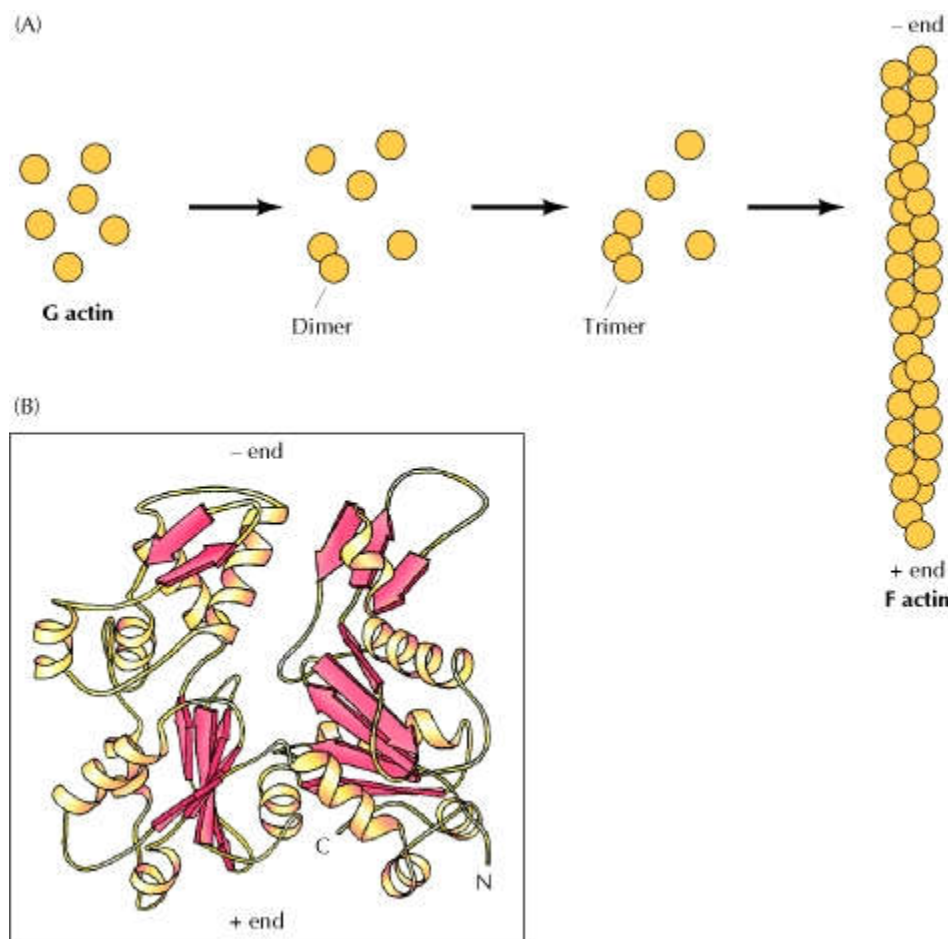 (A)
– end
G actin
Dimer
Trimer
+ end
F actin
(B)
– end
C
N
+ end